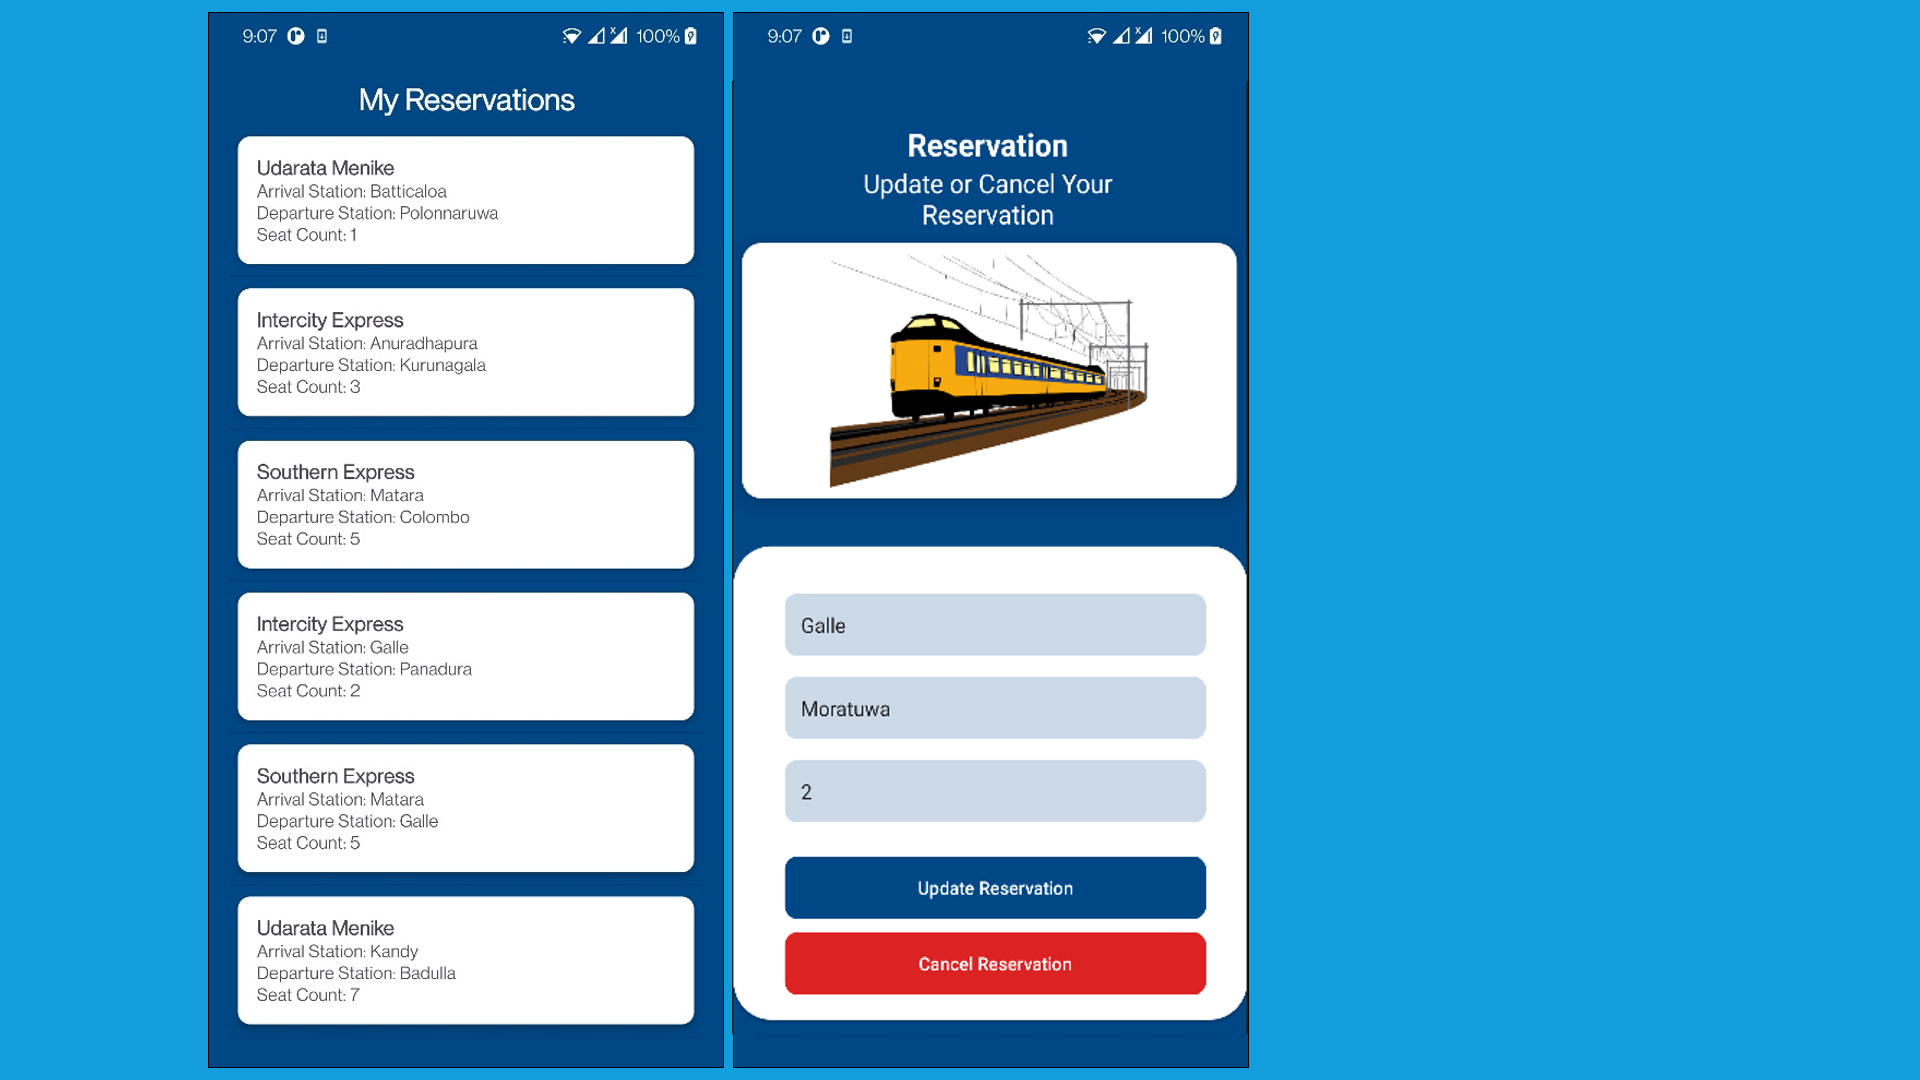 9:07
100%
My Reservations
Udarata Menike
Arrival Station: Batticaloa
Departure Station: Polonnaruwa
Seat Count: 1
Intercity Express
Arrival Station: Anuradhapura
Departure Station: Kurunagala
Seat Count: 3
Southern Express
Arrival Station: Matara
Departure Station: Colombo
Seat Count: 5
Intercity Express
Arrival Station: Galle
Departure Station: Panadura
Seat Count: 2
Southern Express
Arrival Station: Matara
Departure Station: Galle
Seat Count: 5
Udarata Menike
Arrival Station: Kandy
Departure Station: Badulla
Seat Count: 7
9:07
100%
Reservation
Update or Cancel Your
Reservation
Galle
Moratuwa
2
Update Reservation
Cancel Reservation